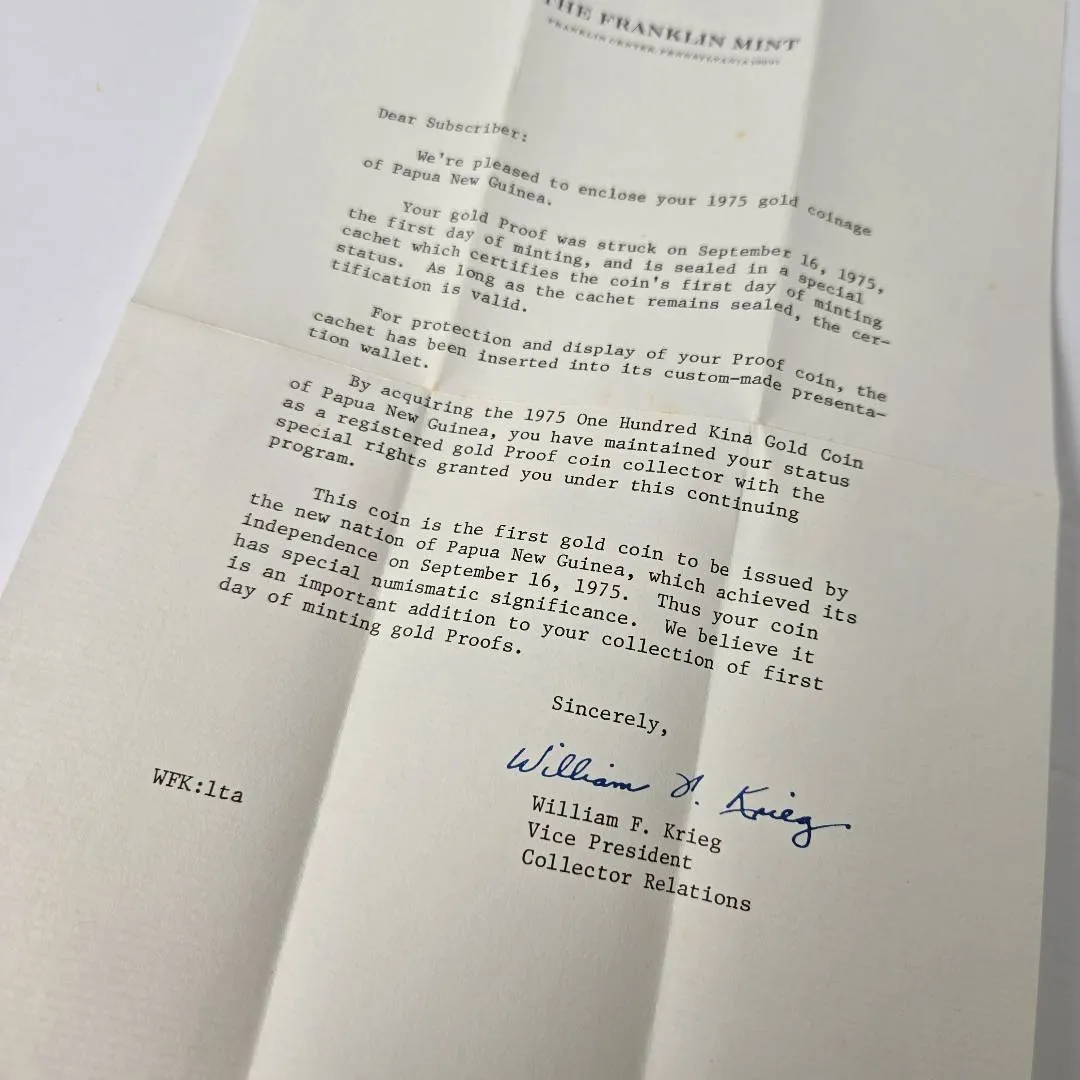 THE FRANKLIN MINT
FRANKLIN CENTER, PENNSYLVANIA 19091
Dear Subscriber:
We're pleased to enclose your 1975 gold coinage
of Papua New Guinea.
Your gold Proof was struck on September 16, 1975,
the first day of minting, and is sealed in a special
cachet which certifies the coin's first day of minting
status. As long as the cachet remains sealed, the cer-
tification is valid.
For protection and display of your Proof coin, the
cachet has been inserted into its custom-made presenta-
tion wallet.
By acquiring the 1975 One Hundred Kina Gold Coin
of Papua New Guinea, you have maintained your status
as a registered gold Proof coin collector with the
special rights granted you under this continuing
program.
This coin is the first gold coin to be issued by
the new nation of Papua New Guinea, which achieved its
independence on September 16, 1975. Thus your coin
has special numismatic significance. We believe it
is an important addition to your collection of first
day of minting gold Proofs.
Sincerely,
William F. Krieg
William F. Krieg
Vice President
Collector Relations
WFK:lta